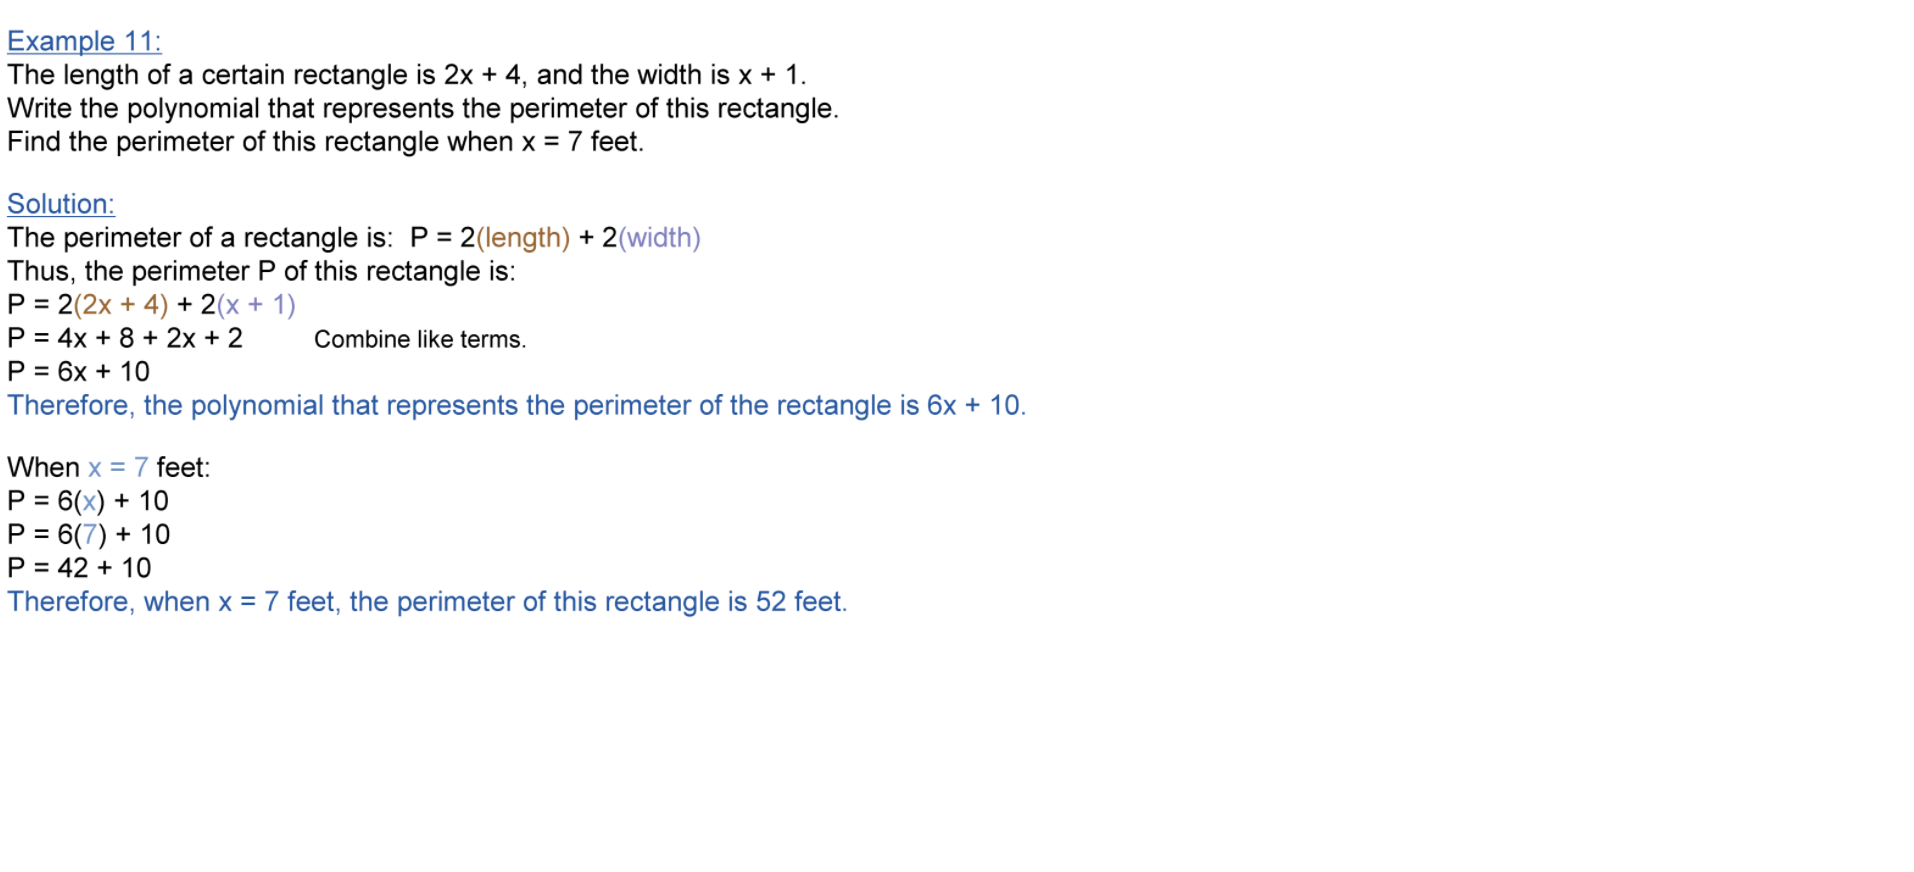 Example 11:
The length of a certain rectangle is 2x + 4, and the width is x + 1.
Write the polynomial that represents the perimeter of this rectangle.
Find the perimeter of this rectangle when x = 7 feet.
Solution:
The perimeter of a rectangle is:  P = 2(length) + 2(width)
Thus, the perimeter P of this rectangle is:
P = 2(2x + 4) + 2(x + 1)
P = 4x + 8 + 2x + 2 Combine like terms.
P = 6x + 10
Therefore, the polynomial that represents the perimeter of the rectangle is 6x + 10.
When x = 7 feet:
P = 6(x) + 10
P = 6(7) + 10
P = 42 + 10
Therefore, when x = 7 feet, the perimeter of this rectangle is 52 feet.